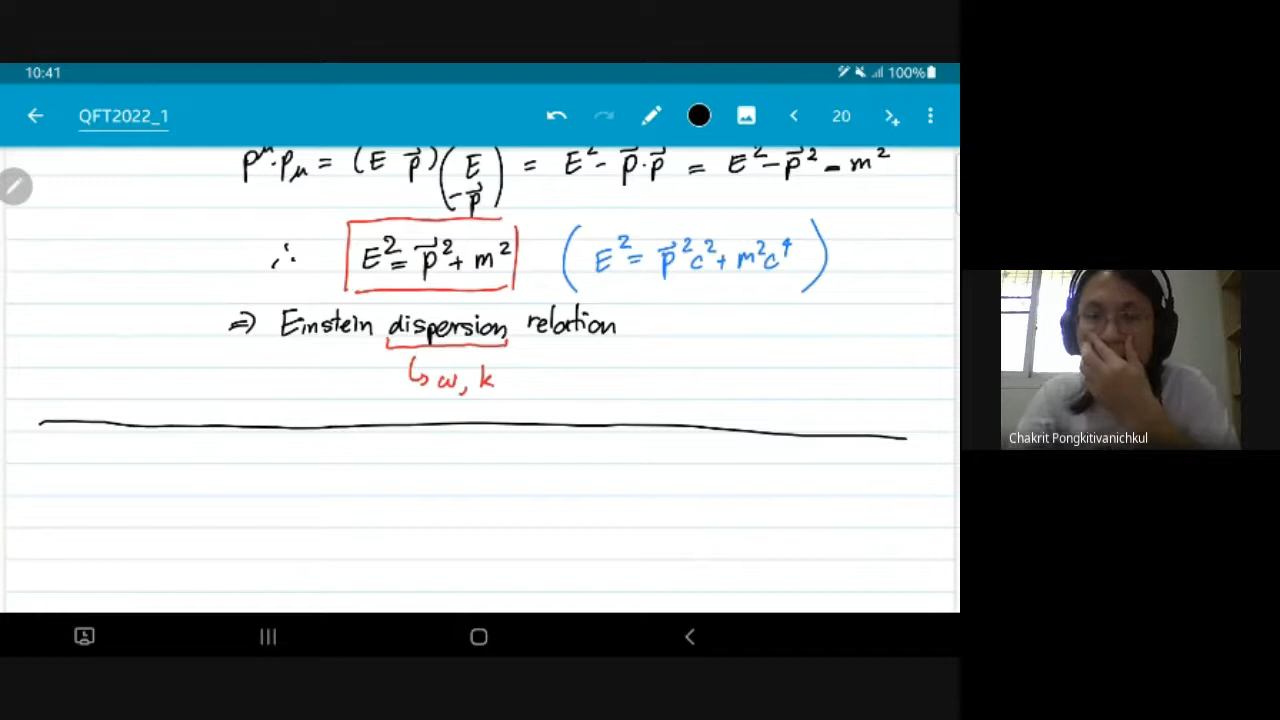 10:41 100%
QFT2022_1 20
p^μ·p_μ = (E p⃗)(E -p⃗) = E² - p⃗·p⃗ = E² - p⃗² - m²
∴ E² = p⃗² + m² (E² = p⃗²c² + m²c⁴)
⇒ Einstein dispersion relation
↳ ω, k
Chakrit Pongkitivanichkul